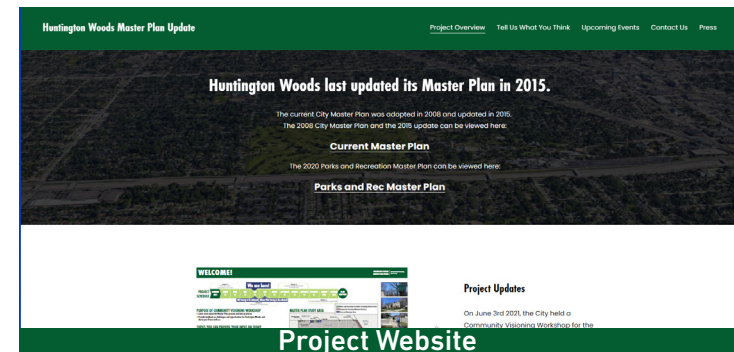 Huntington Woods Master Plan Update
Project Overview Tell Us What You Think Upcoming Events Contact Us Press
Huntington Woods last updated its Master Plan in 2015.
The current City Master Plan was adopted in 2008 and updated in 2015.
The 2008 City Master Plan and the 2015 update can be viewed here:
Current Master Plan
The 2020 Parks and Recreation Master Plan can be viewed here:
Parks and Rec Master Plan
WELCOME!
We are here!
PROJECT
SCHEDULE
PURPOSE OF COMMUNITY VISIONING WORKSHOP
MASTER PLAN STUDY AREA
Project Updates
On June 3rd 2021, the City held a
Community Visioning Workshop for the
Project Website